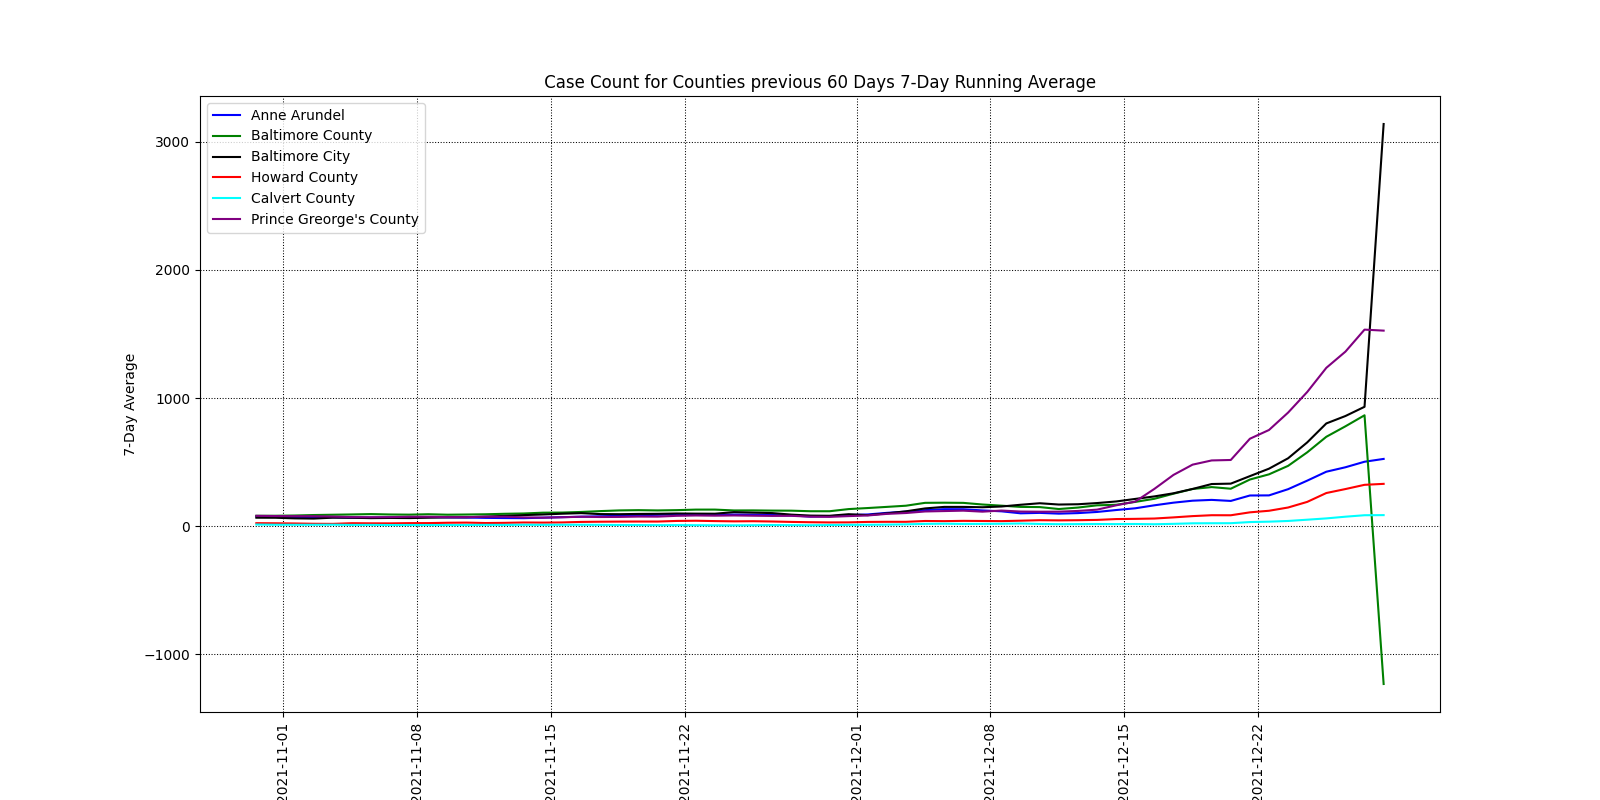 Case Count for Counties previous 60 Days 7-Day Running Average
Anne Arundel
Baltimore County
Baltimore City
Howard County
Calvert County
Prince Greorge's County
7-Day Average
3000
2000
1000
0
−1000
2021-11-01
2021-11-08
2021-11-15
2021-11-22
2021-12-01
2021-12-08
2021-12-15
2021-12-22